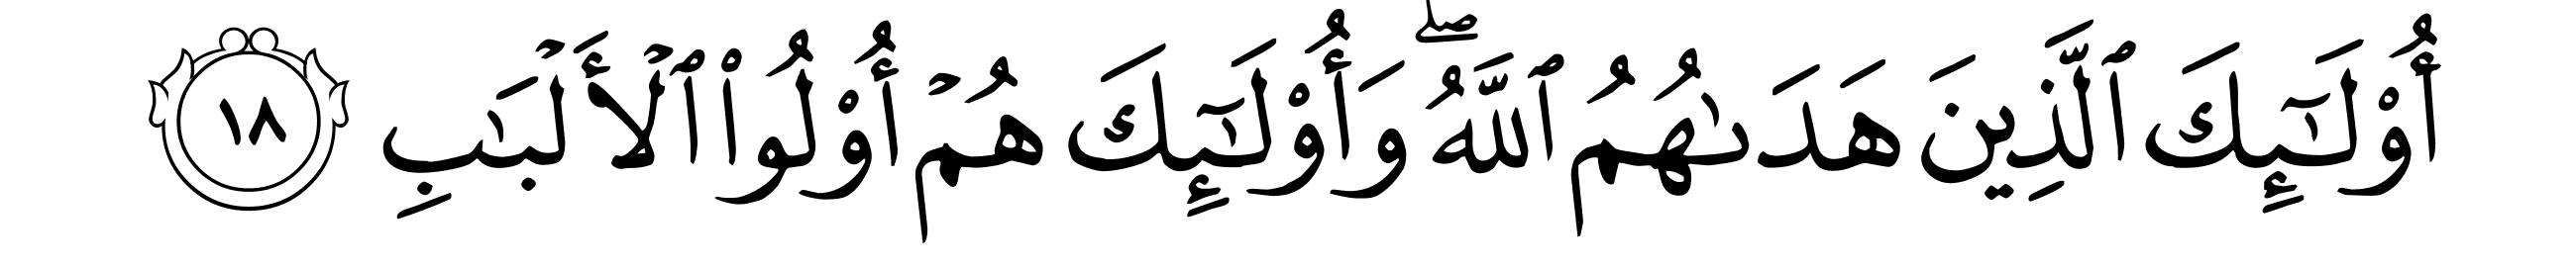 أُوْلَـٰٓئِكَ ٱلَّذِينَ هَدَىٰهُمُ ٱللَّهُۖ وَأُوْلَـٰٓئِكَ هُمۡ أُوْلُواْ ٱلۡأَلۡبَـٰبِ ١٨